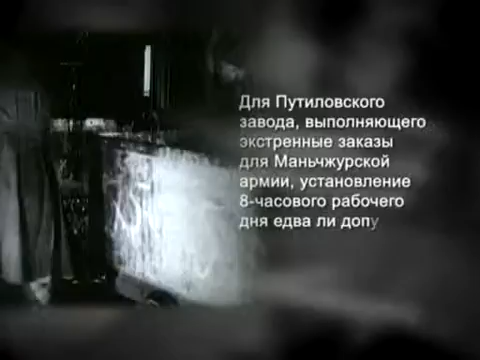 Для Путиловского
завода, выполняющего
экстренные заказы
для Маньчжурской
армии, установление
8-часового рабочего
дня едва ли допу